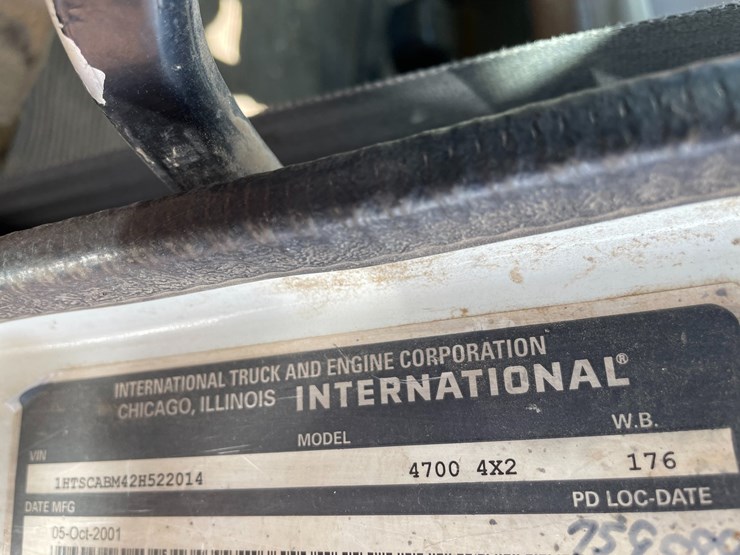 INTERNATIONAL TRUCK AND ENGINE CORPORATION
CHICAGO, ILLINOIS INTERNATIONAL®
VIN MODEL W.B.
1HTSCABM42H522014 4700 4X2 176
DATE MFG PD LOC-DATE
05-Oct-2001